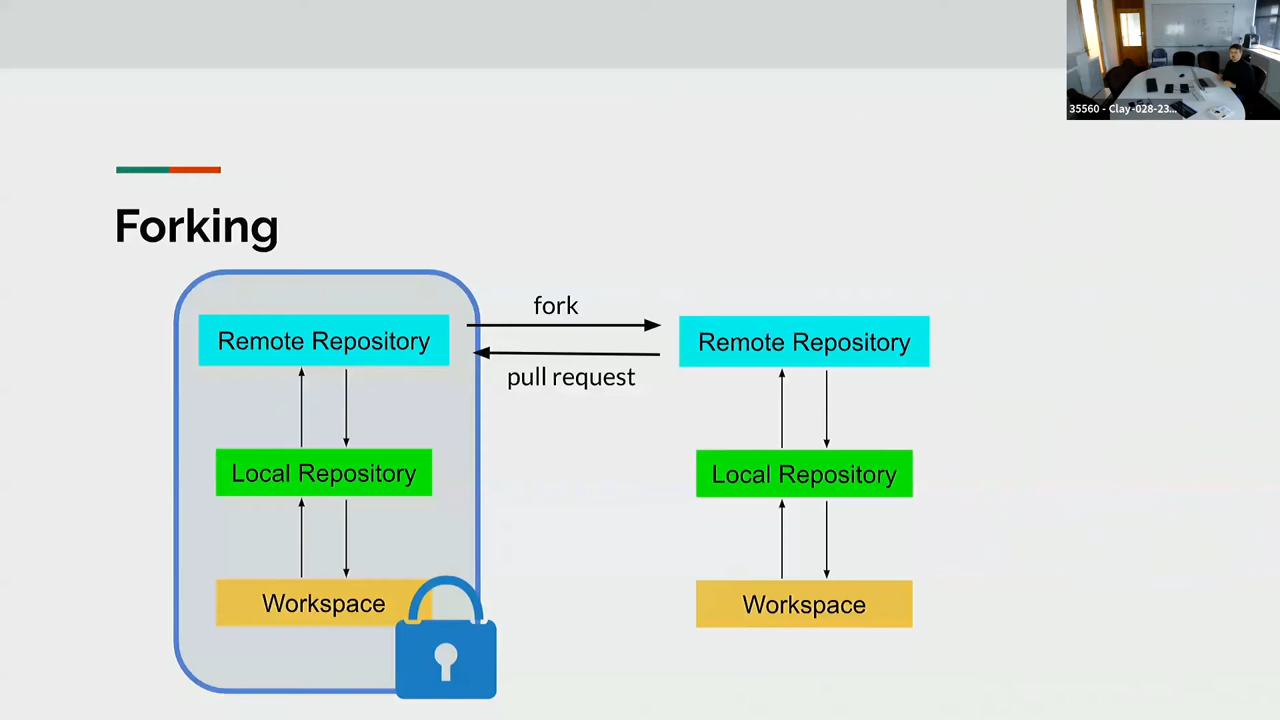 35560 - Clay-028-23...
Forking
fork
Remote Repository
Remote Repository
pull request
Local Repository
Local Repository
Workspace
Workspace